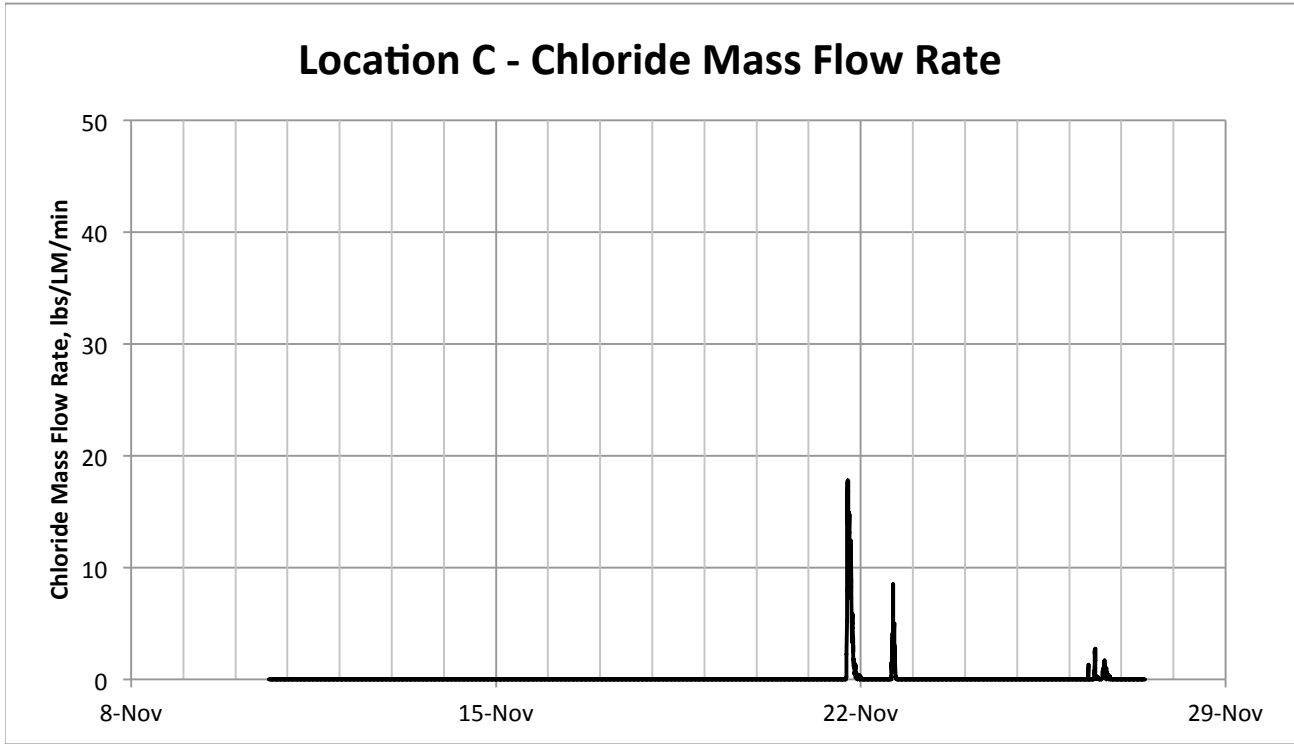 Location C - Chloride Mass Flow Rate
Chloride Mass Flow Rate, lbs/LM/min
50
40
30
20
10
0
8-Nov 15-Nov 22-Nov 29-Nov